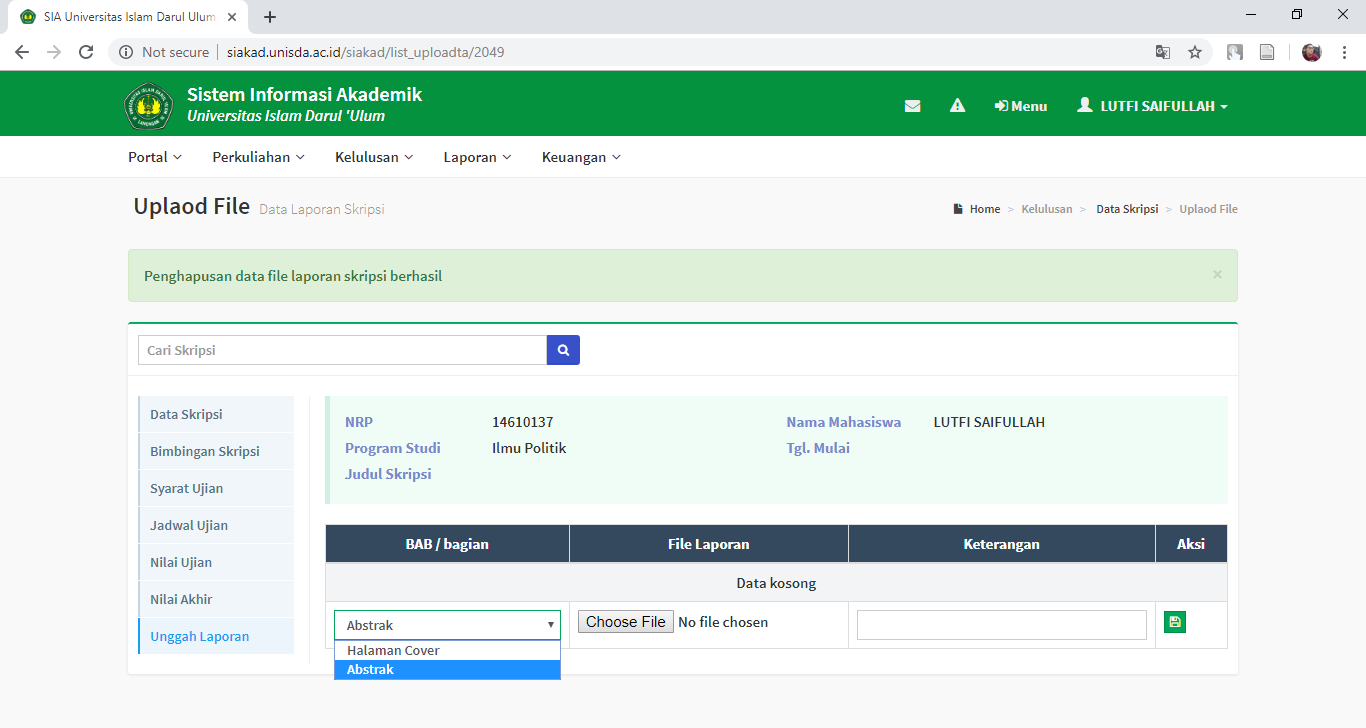 SIA Universitas Islam Darul Ulum
Not secure siakad.unisda.ac.id/siakad/list_uploadta/2049
Sistem Informasi Akademik
Universitas Islam Darul 'Ulum
Menu LUTFI SAIFULLAH
Portal Perkuliahan Kelulusan Laporan Keuangan
Uplaod File Data Laporan Skripsi
Home > Kelulusan > Data Skripsi > Uplaod File
Penghapusan data file laporan skripsi berhasil ×
Cari Skripsi
Data Skripsi
Bimbingan Skripsi
Syarat Ujian
Jadwal Ujian
Nilai Ujian
Nilai Akhir
Unggah Laporan
NRP 14610137 Nama Mahasiswa LUTFI SAIFULLAH
Program Studi Ilmu Politik Tgl. Mulai
Judul Skripsi
BAB / bagian File Laporan Keterangan Aksi
Data kosong
Abstrak Choose File No file chosen
Halaman Cover
Abstrak